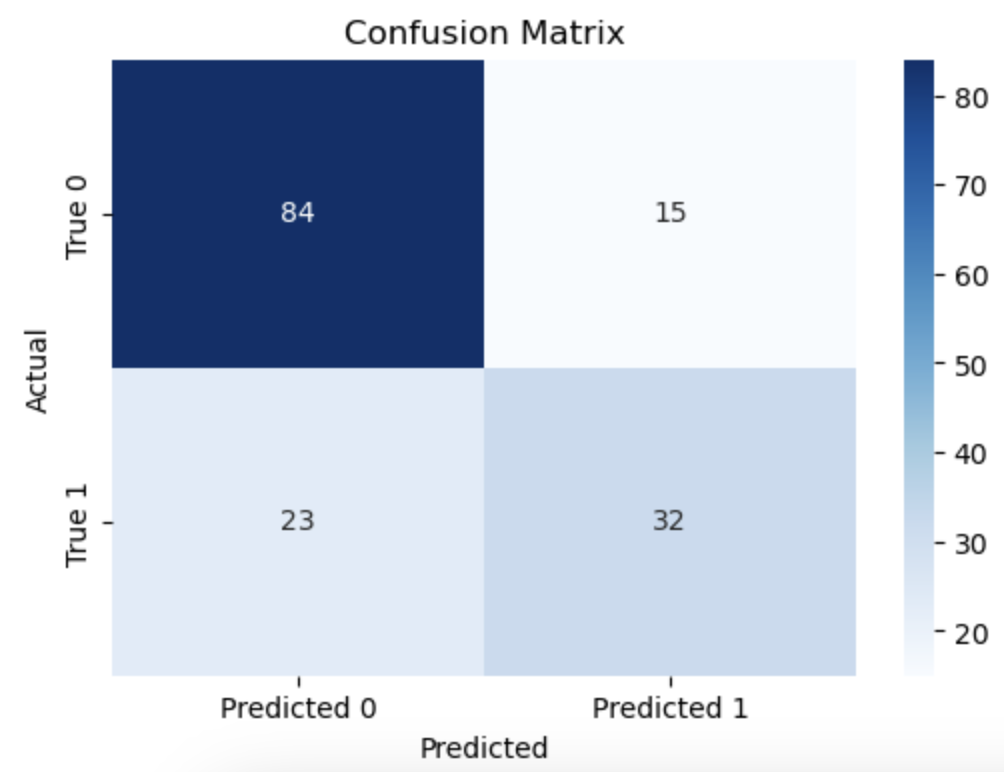 Confusion Matrix
True 0
84
15
True 1
23
32
Actual
Predicted 0
Predicted 1
Predicted
80
70
60
50
40
30
20